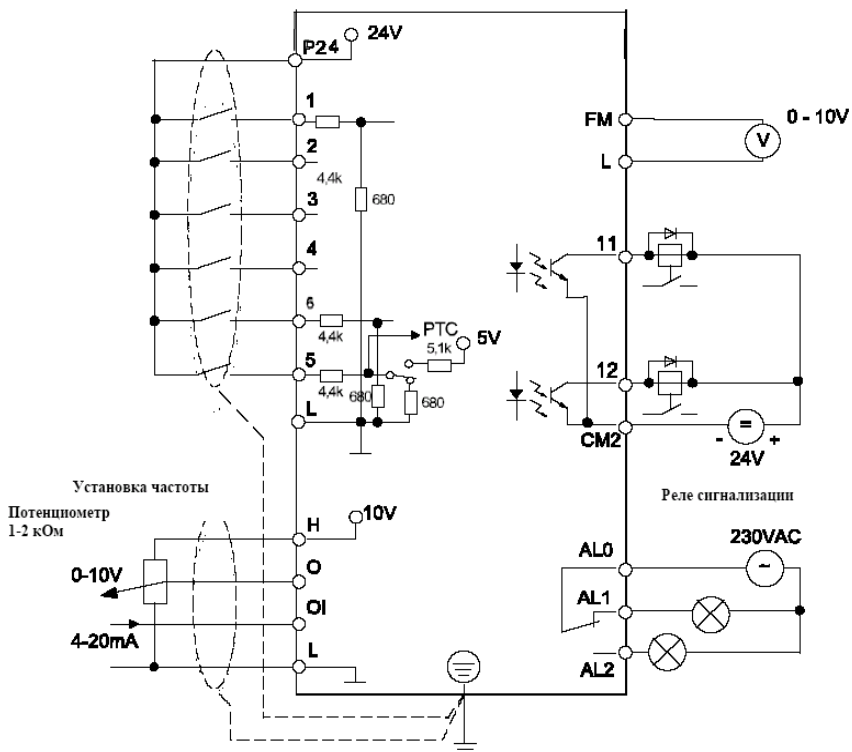 P24
24V
1
2
4,4k
680
3
4
6
4,4k
PTC
5,1k
5V
5
4,4k
680
680
L
FM
0 - 10V
V
L
11
12
CM2
- = +
24V
Установка частоты
Потенциометр
1-2 кОм
H
10V
0-10V
O
OI
4-20mA
L
Реле сигнализации
230VAC
AL0
~
AL1
AL2